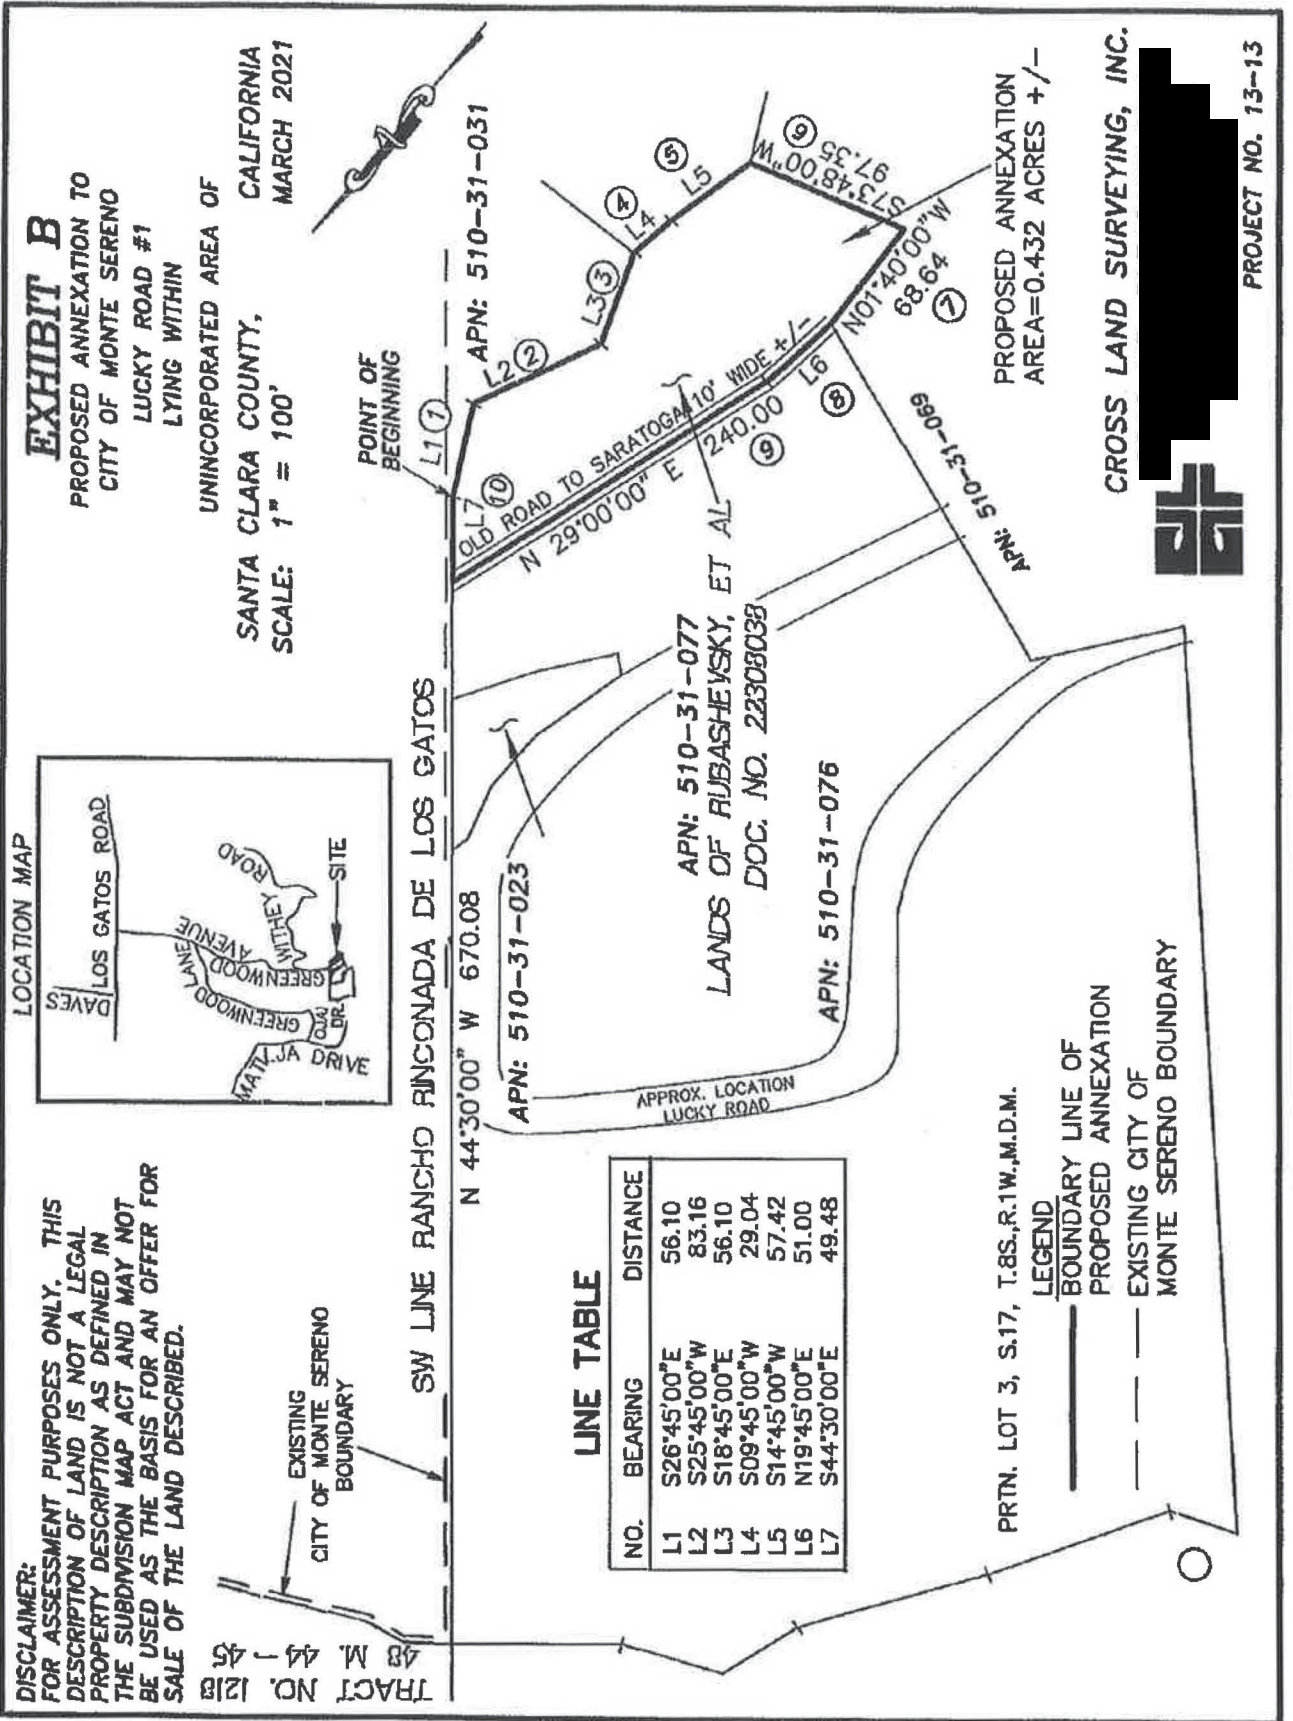 DISCLAIMER:
FOR ASSESSMENT PURPOSES ONLY. THIS
DESCRIPTION OF LAND IS NOT A LEGAL
PROPERTY DESCRIPTION AS DEFINED IN
THE SUBDIVISION MAP ACT AND MAY NOT
BE USED AS THE BASIS FOR AN OFFER FOR
SALE OF THE LAND DESCRIBED.
LOCATION MAP
DAVES
LOS GATOS ROAD
GREENWOOD LANE
GREENWOOD
AVENUE
WITHEY ROAD
GREENWOOD
OJAI
DR.
MATILIJA DRIVE
SITE
EXHIBIT B
PROPOSED ANNEXATION TO
CITY OF MONTE SERENO
LUCKY ROAD #1
LYING WITHIN
UNINCORPORATED AREA OF
SANTA CLARA COUNTY, CALIFORNIA
SCALE: 1" = 100' MARCH 2021
TRACT NO. 1218
48 M. 44-45
EXISTING
CITY OF MONTE SERENO
BOUNDARY
SW LINE RANCHO RINCONADA DE LOS GATOS
N 44°30'00" W 670.08
POINT OF
BEGINNING
L1 1
L2 2
L3 3
L4 4
L5 5
S73°48'00"W
97.35
6
N01°40'00"W
68.64
7
L6
8
OLD ROAD TO SARATOGA 10' WIDE +/-
N 29°00'00" E 240.00
9
L7 10
APN: 510-31-031
APN: 510-31-023
APN: 510-31-077
LANDS OF RUBASHEVSKY, ET AL
DOC. NO. 22308038
APN: 510-31-076
APN: 510-31-069
APPROX. LOCATION
LUCKY ROAD
PROPOSED ANNEXATION
AREA=0.432 ACRES +/-
LINE TABLE
NO. BEARING DISTANCE
L1 S26°45'00"E 56.10
L2 S25°45'00"W 83.16
L3 S18°45'00"E 56.10
L4 S09°45'00"W 29.04
L5 S14°45'00"W 57.42
L6 N19°45'00"E 51.00
L7 S44°30'00"E 49.48
PRTN. LOT 3, S.17, T.8S.,R.1W.,M.D.M.
LEGEND
BOUNDARY LINE OF
PROPOSED ANNEXATION
EXISTING CITY OF
MONTE SERENO BOUNDARY
CROSS LAND SURVEYING, INC.
PROJECT NO. 13-13